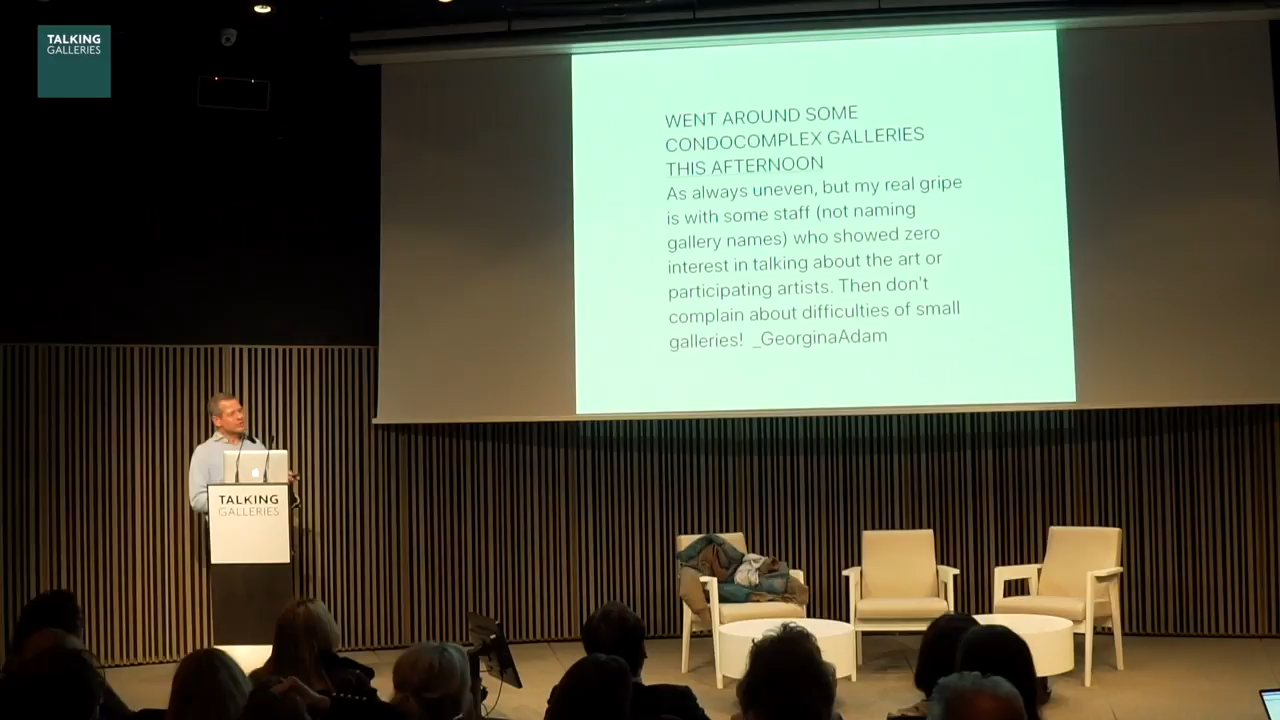 TALKING
GALLERIES
WENT AROUND SOME
CONDOCOMPLEX GALLERIES
THIS AFTERNOON
As always uneven, but my real gripe
is with some staff (not naming
gallery names) who showed zero
interest in talking about the art or
participating artists. Then don't
complain about difficulties of small
galleries! _GeorginaAdam
TALKING
GALLERIES